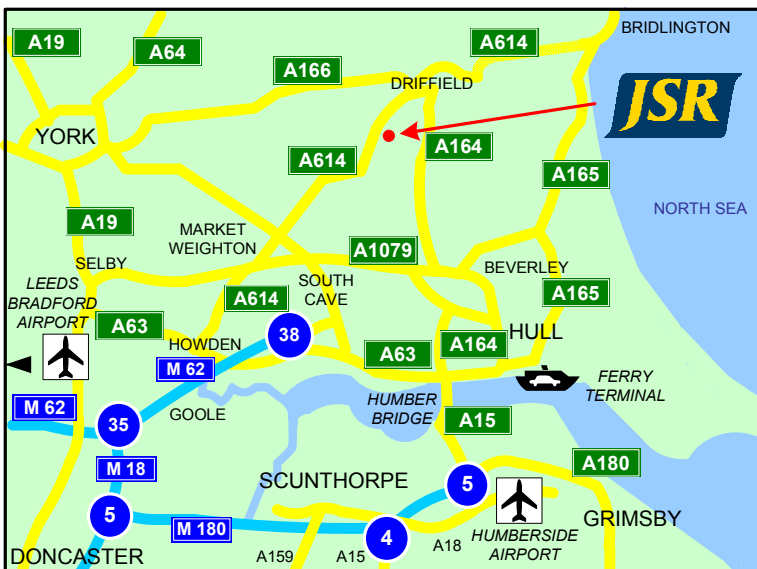 BRIDLINGTON
A19
A64
A614
A166
DRIFFIELD
JSR
YORK
A614
A164
A165
NORTH SEA
A19
MARKET
WEIGHTON
A1079
SELBY
BEVERLEY
LEEDS
BRADFORD
AIRPORT
A614
SOUTH
CAVE
A165
A63
HOWDEN
38
HULL
A63
A164
M 62
FERRY
TERMINAL
HUMBER
BRIDGE
M 62
GOOLE
35
A15
M 18
SCUNTHORPE
A180
5
5
M 180
GRIMSBY
4
HUMBERSIDE
AIRPORT
DONCASTER
A159
A15
A18